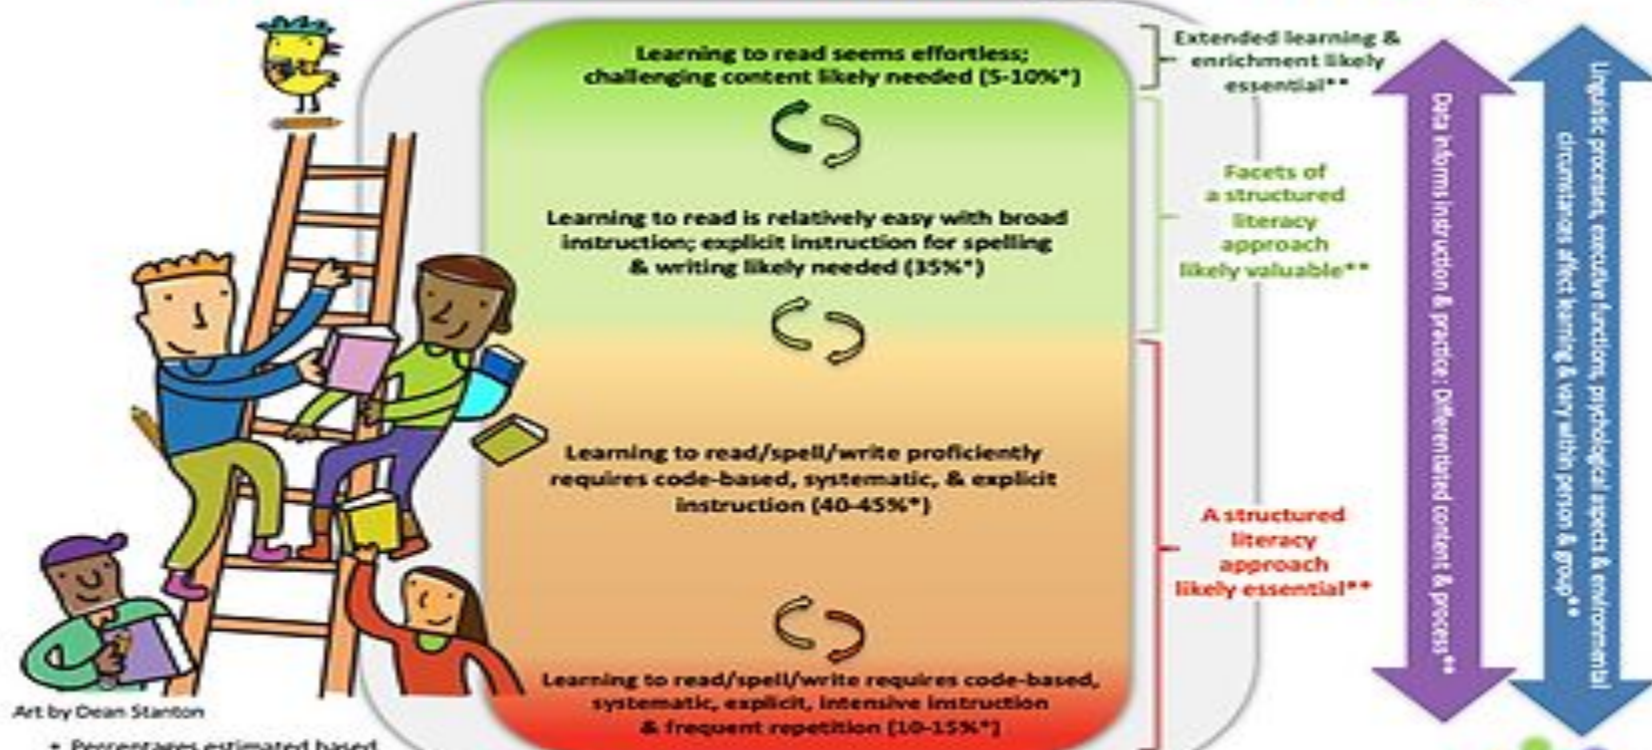 Learning to read seems effortless;
challenging content likely needed (5-10%*)
Extended learning &
enrichment likely
essential**
Learning to read is relatively easy with broad
instruction; explicit instruction for spelling
& writing likely needed (35%*)
Facets of
a structured
literacy
approach
likely valuable**
Learning to read/spell/write proficiently
requires code-based, systematic, & explicit
instruction (40-45%*)
A structured
literacy
approach
likely essential**
Learning to read/spell/write requires code-based,
systematic, explicit, intensive instruction
& frequent repetition (10-15%*)
Data informs instruction & practice: Differentiated content & process**
Linguistic processes, executive functions, psychological aspects & environmental
circumstances affect learning & vary within person & group**
Art by Dean Stanton
* Percentages estimated based